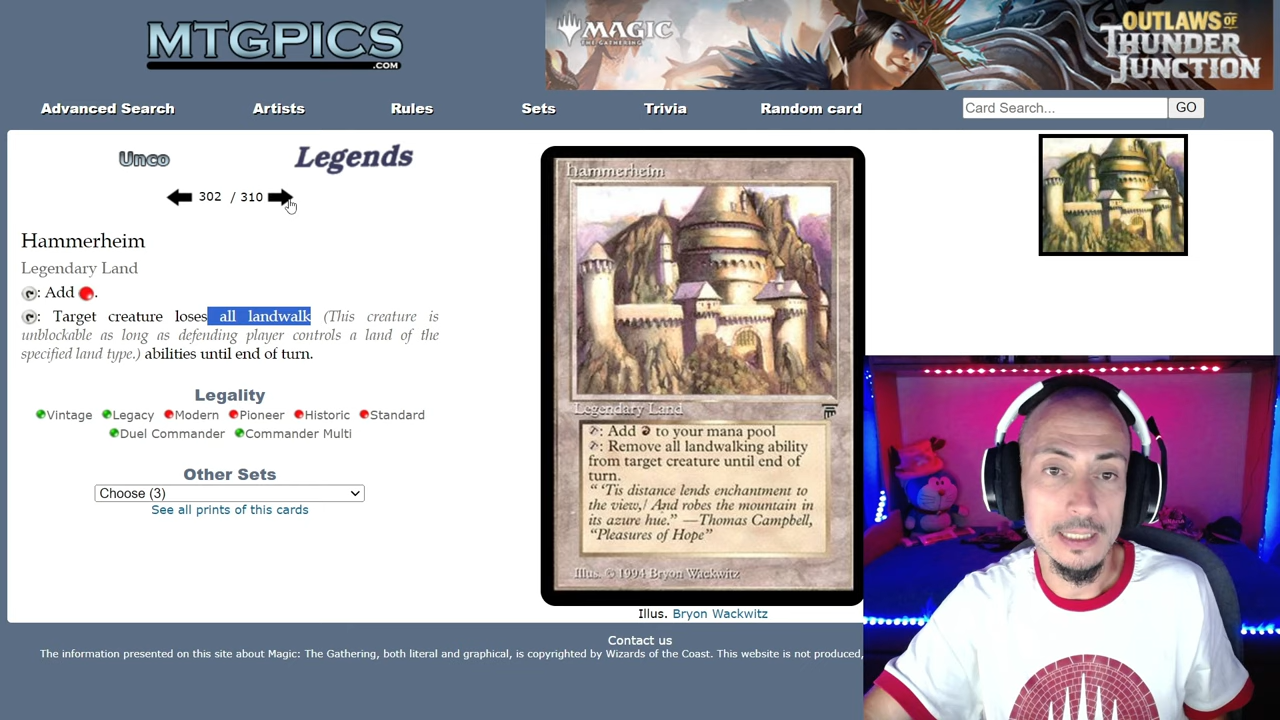 MTGPICS
.COM
MAGIC
THE GATHERING
OUTLAWS OF
THUNDER
JUNCTION
Advanced Search
Artists
Rules
Sets
Trivia
Random card
Card Search...
GO
Unco
Legends
302 / 310
Hammerheim
Legendary Land
: Add .
: Target creature loses all landwalk (This creature is
unblockable as long as defending player controls a land of the
specified land type.) abilities until end of turn.
Legality
Vintage Legacy Modern Pioneer Historic Standard
Duel Commander Commander Multi
Other Sets
Choose (3)
See all prints of this cards
Hammerheim
Legendary Land
: Add to your mana pool
: Remove all landwalking ability
from target creature until end of
turn.
“ ‘Tis distance lends enchantment to
the view,/ And robes the mountain in
its azure hue.” —Thomas Campbell,
“Pleasures of Hope”
Illus. © 1994 Bryon Wackwitz
Illus. Bryon Wackwitz
Contact us
The information presented on this site about Magic: The Gathering, both literal and graphical, is copyrighted by Wizards of the Coast. This website is not produced,